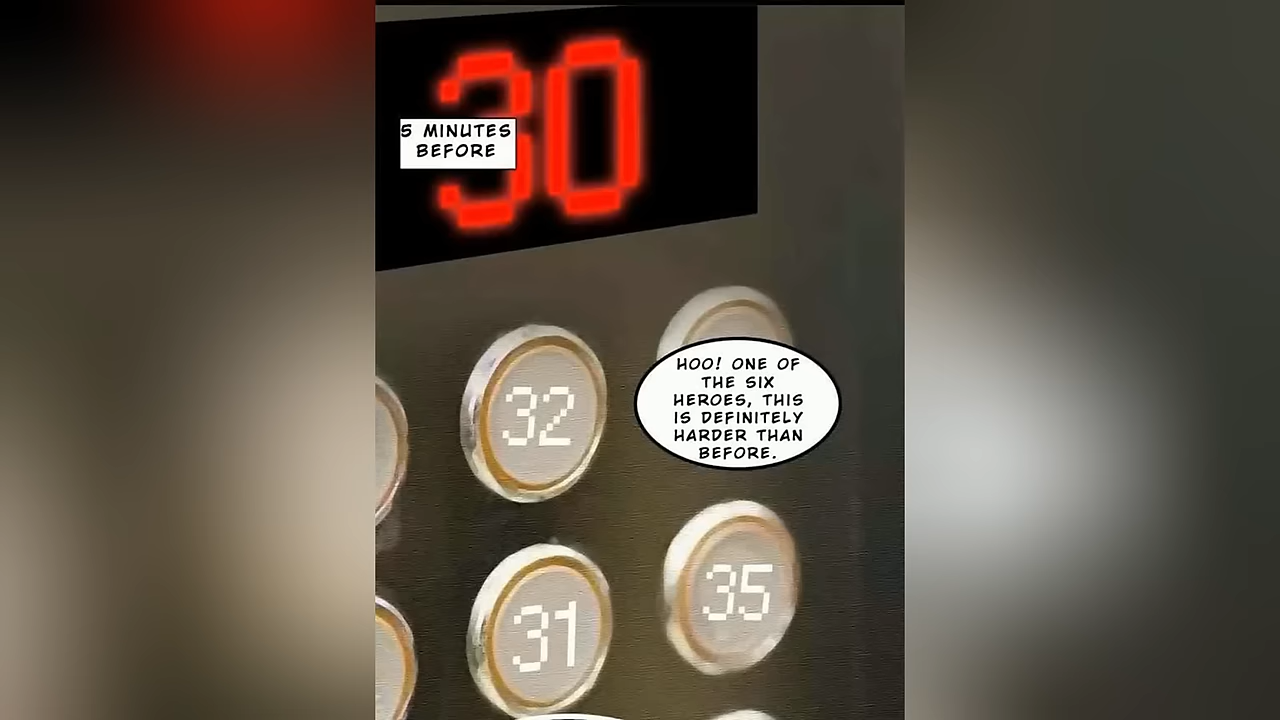 30
5 MINUTES
BEFORE
HOO! ONE OF
THE SIX
HEROES, THIS
IS DEFINITELY
HARDER THAN
BEFORE.
32
35
31